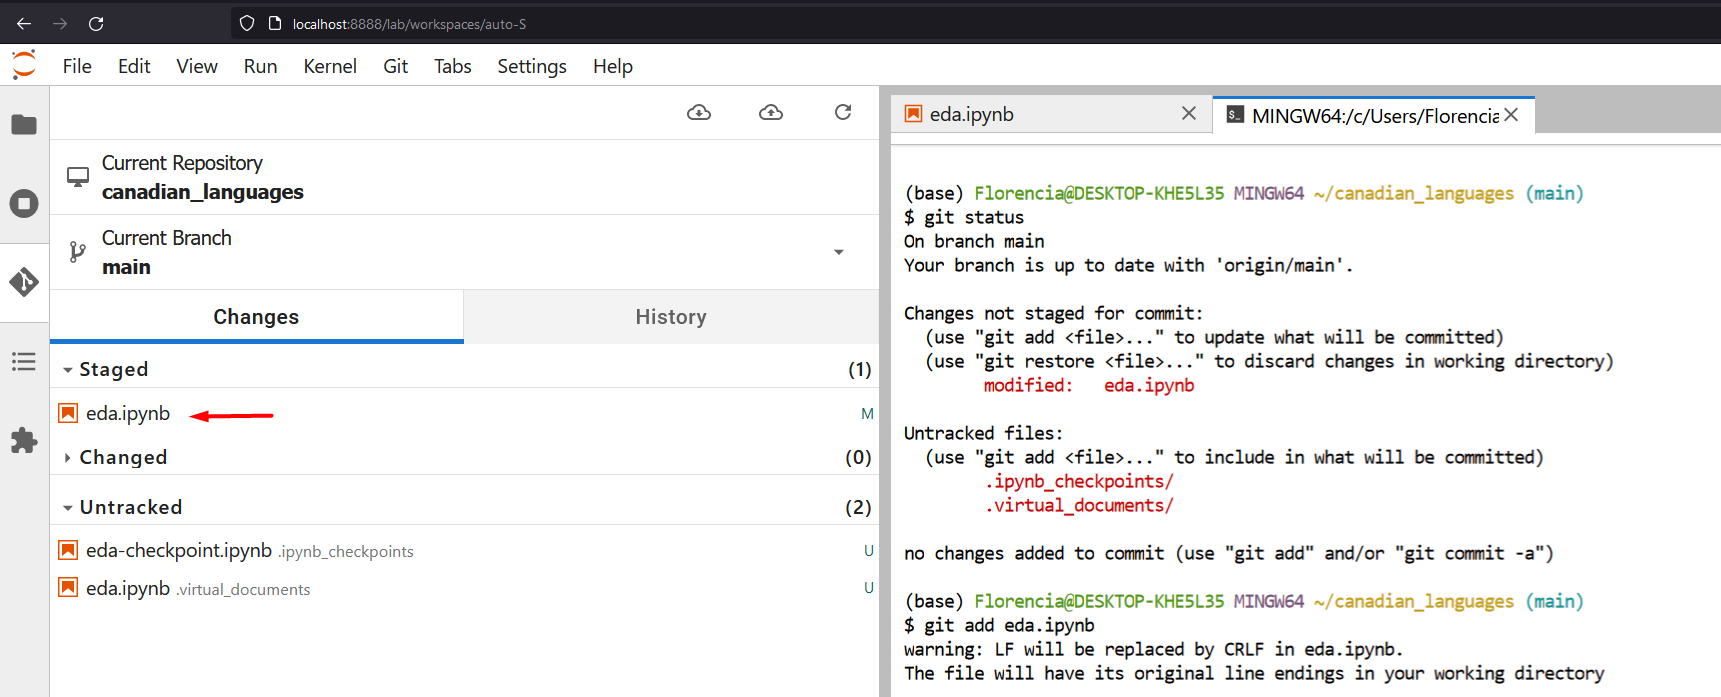 localhost:8888/lab/workspaces/auto-S
File Edit View Run Kernel Git Tabs Settings Help
Current Repository
canadian_languages
Current Branch
main
Changes History
Staged (1)
eda.ipynb M
Changed (0)
Untracked (2)
eda-checkpoint.ipynb .ipynb_checkpoints U
eda.ipynb .virtual_documents U
eda.ipynb
$_ MINGW64:/c/Users/Florencia
(base) Florencia@DESKTOP-KHE5L35 MINGW64 ~/canadian_languages (main)
$ git status
On branch main
Your branch is up to date with 'origin/main'.
Changes not staged for commit:
(use "git add <file>..." to update what will be committed)
(use "git restore <file>..." to discard changes in working directory)
modified: eda.ipynb
Untracked files:
(use "git add <file>..." to include in what will be committed)
.ipynb_checkpoints/
.virtual_documents/
no changes added to commit (use "git add" and/or "git commit -a")
(base) Florencia@DESKTOP-KHE5L35 MINGW64 ~/canadian_languages (main)
$ git add eda.ipynb
warning: LF will be replaced by CRLF in eda.ipynb.
The file will have its original line endings in your working directory